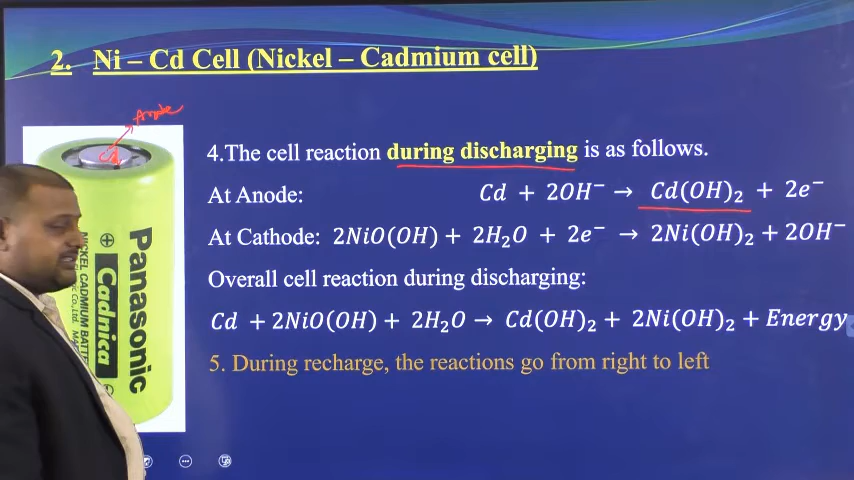 2. Ni – Cd Cell (Nickel – Cadmium cell)
Anode
4.The cell reaction during discharging is as follows.
At Anode: Cd + 2OH⁻ → Cd(OH)₂ + 2e⁻
At Cathode: 2NiO(OH) + 2H₂O + 2e⁻ → 2Ni(OH)₂ + 2OH⁻
Overall cell reaction during discharging:
Cd + 2NiO(OH) + 2H₂O → Cd(OH)₂ + 2Ni(OH)₂ + Energy
5. During recharge, the reactions go from right to left
Panasonic
Cadnica
NICKEL CADMIUM BATTE